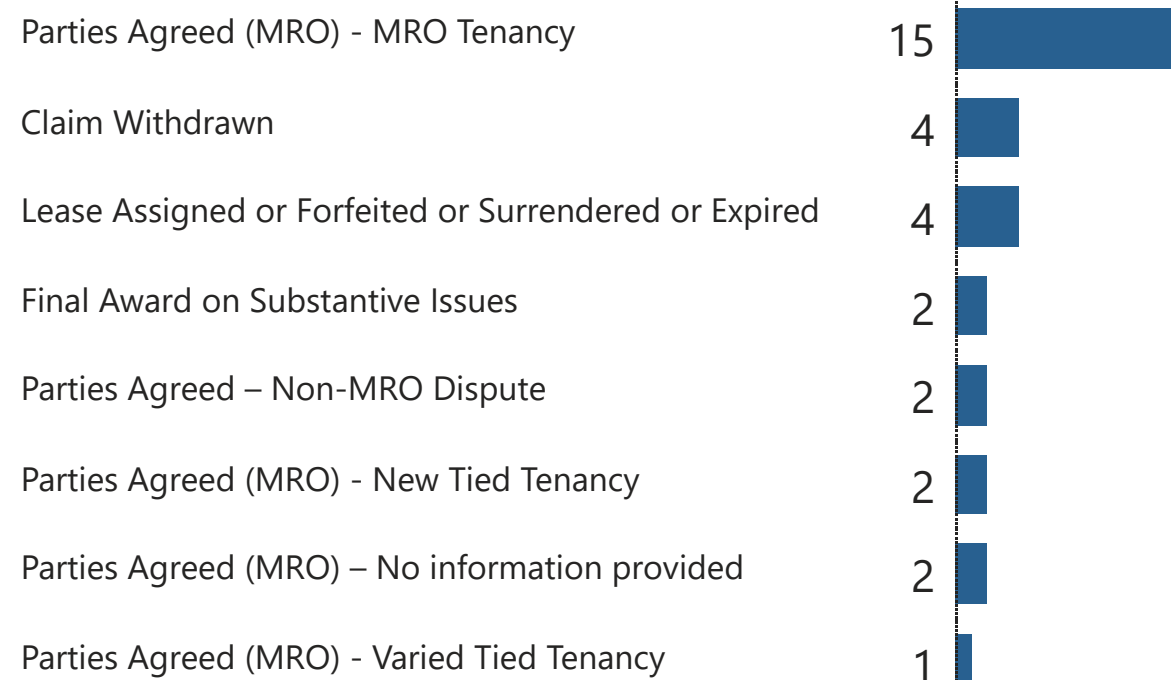 Parties Agreed (MRO) - MRO Tenancy 15
Claim Withdrawn 4
Lease Assigned or Forfeited or Surrendered or Expired 4
Final Award on Substantive Issues 2
Parties Agreed – Non-MRO Dispute 2
Parties Agreed (MRO) - New Tied Tenancy 2
Parties Agreed (MRO) – No information provided 2
Parties Agreed (MRO) - Varied Tied Tenancy 1